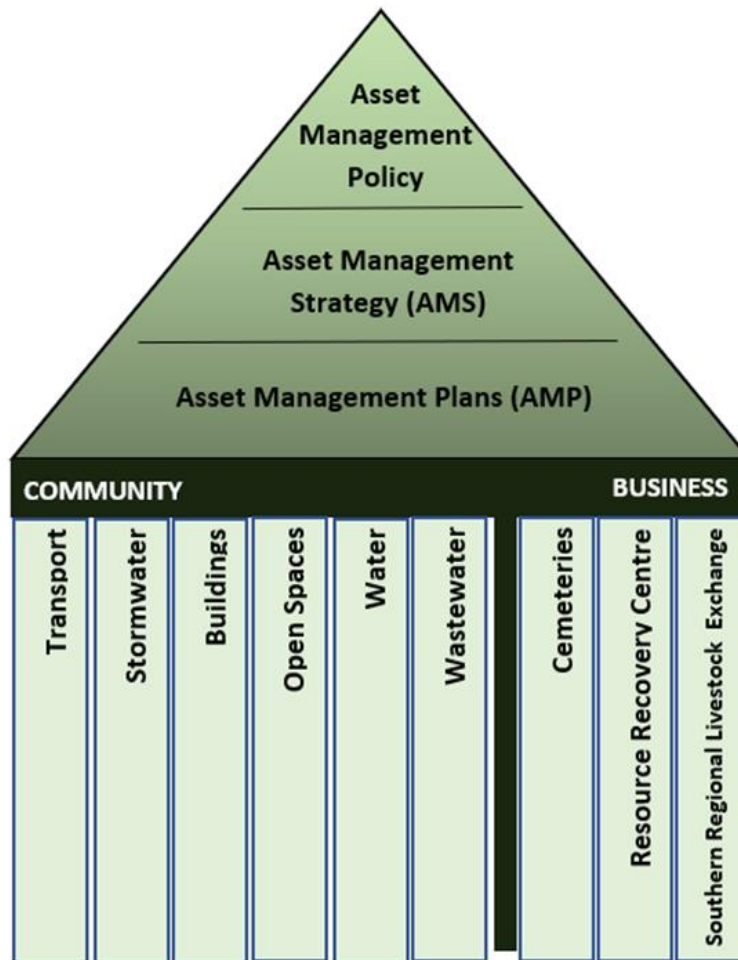 Asset
Management
Policy
Asset Management
Strategy (AMS)
Asset Management Plans (AMP)
COMMUNITY
BUSINESS
Transport
Stormwater
Buildings
Open Spaces
Water
Wastewater
Cemeteries
Resource Recovery Centre
Southern Regional Livestock Exchange